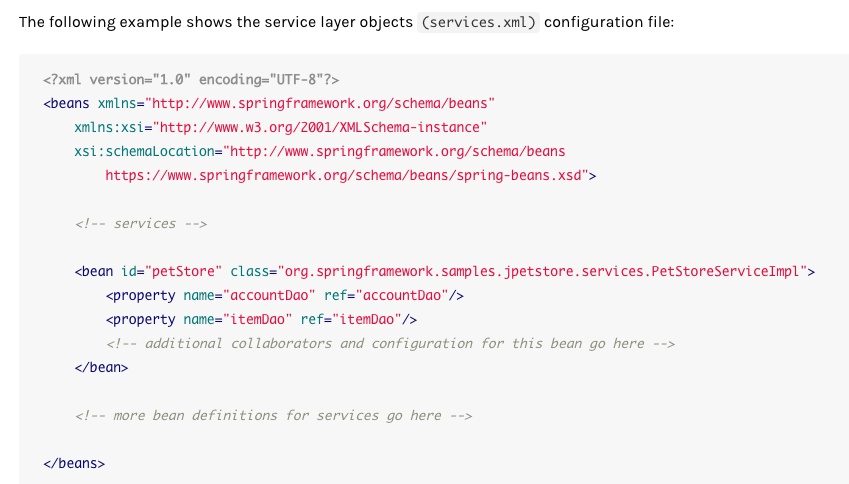 The following example shows the service layer objects (services.xml) configuration file:
<?xml version="1.0" encoding="UTF-8"?>
<beans xmlns="http://www.springframework.org/schema/beans"
    xmlns:xsi="http://www.w3.org/2001/XMLSchema-instance"
    xsi:schemaLocation="http://www.springframework.org/schema/beans
        https://www.springframework.org/schema/beans/spring-beans.xsd">
    <!-- services -->
    <bean id="petStore" class="org.springframework.samples.jpetstore.services.PetStoreServiceImpl">
        <property name="accountDao" ref="accountDao"/>
        <property name="itemDao" ref="itemDao"/>
        <!-- additional collaborators and configuration for this bean go here -->
    </bean>
    <!-- more bean definitions for services go here -->
</beans>